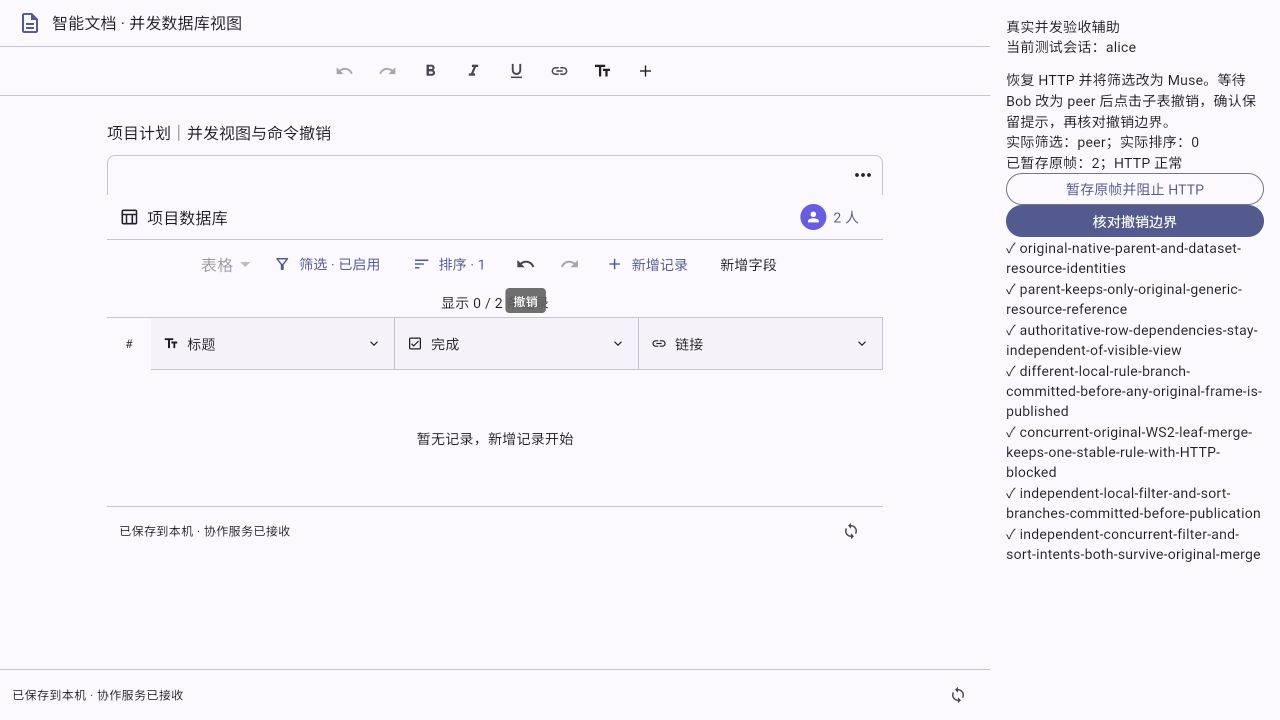 智能文档 · 并发数据库视图
B I U Tr
项目计划｜并发视图与命令撤销
项目数据库
2 人
表格 筛选 · 已启用 排序 · 1 新增记录 新增字段
显示 0 / 2
撤销
# Tr 标题 完成 链接
暂无记录，新增记录开始
已保存到本机 · 协作服务已接收
已保存到本机 · 协作服务已接收
真实并发验收辅助
当前测试会话：alice
恢复 HTTP 并将筛选改为 Muse。等待
Bob 改为 peer 后点击子表撤销，确认保
留提示，再核对撤销边界。
实际筛选：peer；实际排序：0
已暂存原帧：2；HTTP 正常
暂存原帧并阻止 HTTP
核对撤销边界
✓ original-native-parent-and-dataset-
resource-identities
✓ parent-keeps-only-original-generic-
resource-reference
✓ authoritative-row-dependencies-stay-
independent-of-visible-view
✓ different-local-rule-branch-
committed-before-any-original-frame-is-
published
✓ concurrent-original-WS2-leaf-merge-
keeps-one-stable-rule-with-HTTP-
blocked
✓ independent-local-filter-and-sort-
branches-committed-before-publication
✓ independent-concurrent-filter-and-
sort-intents-both-survive-original-merge